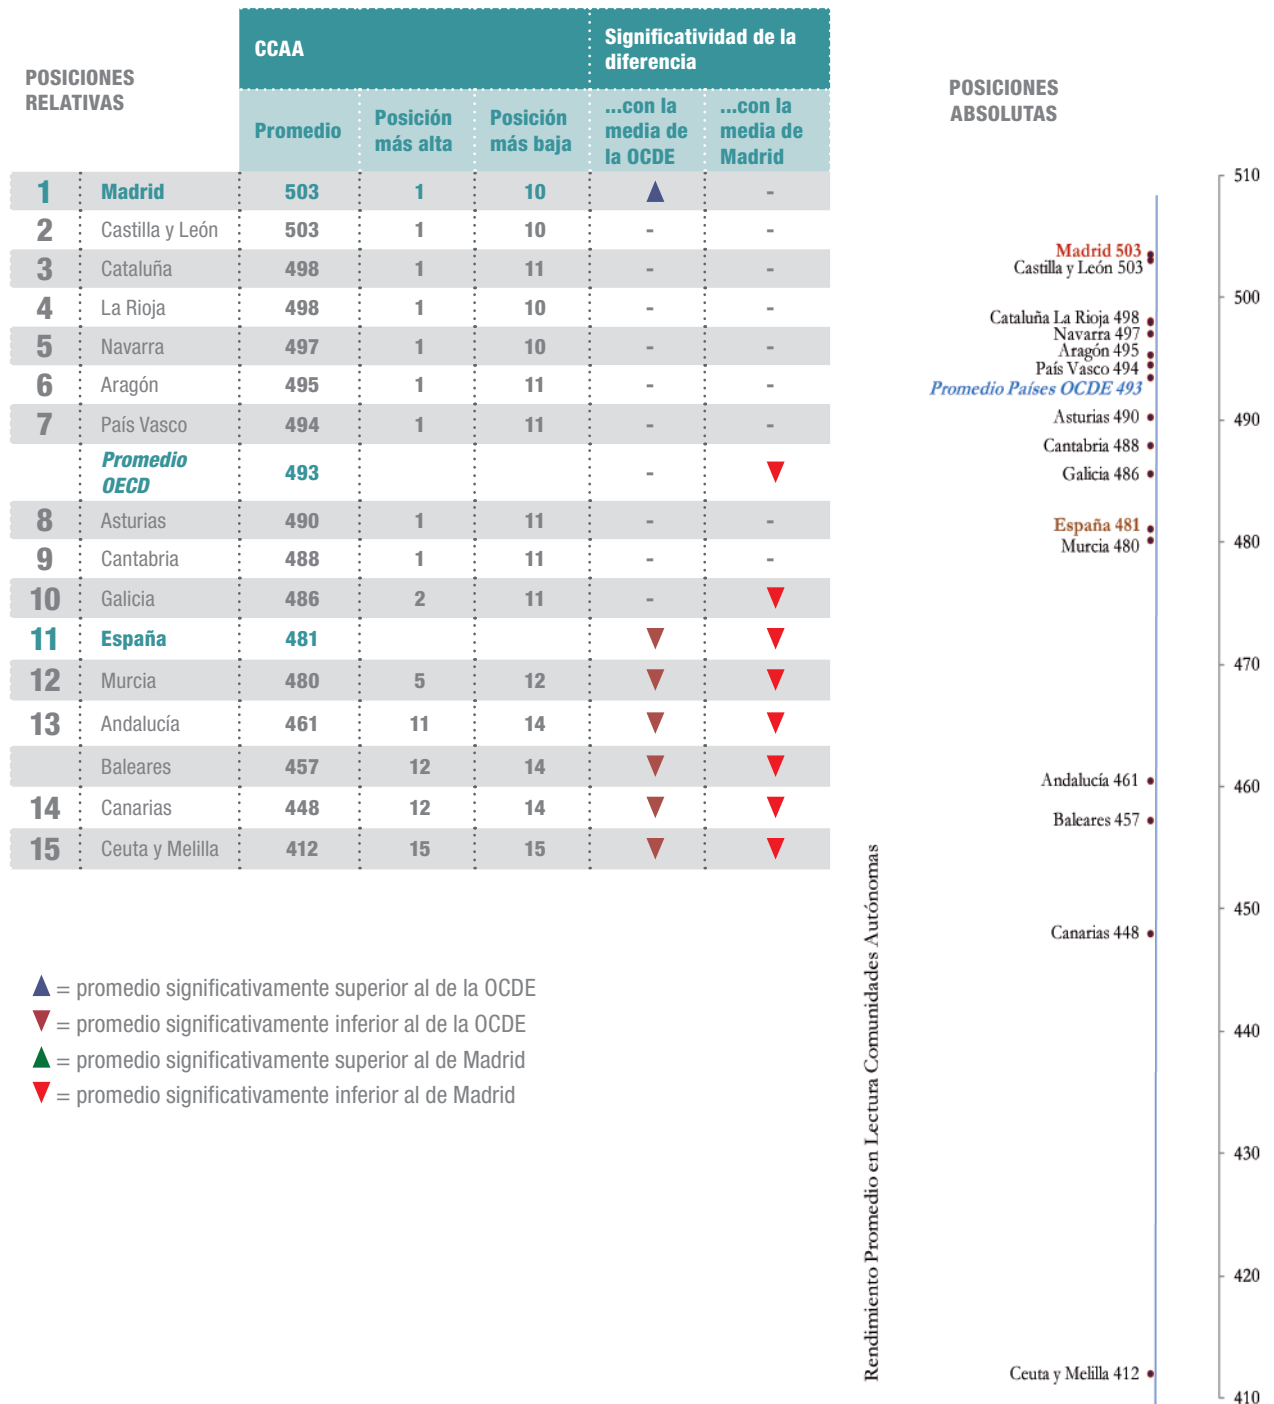 POSICIONES
RELATIVAS
CCAA
Significatividad de la
diferencia
Promedio
Posición
más alta
Posición
más baja
...con la
media de
la OCDE
...con la
media de
Madrid
1 Madrid 503 1 10 ▲ -
2 Castilla y León 503 1 10 - -
3 Cataluña 498 1 11 - -
4 La Rioja 498 1 10 - -
5 Navarra 497 1 10 - -
6 Aragón 495 1 11 - -
7 País Vasco 494 1 11 - -
Promedio
OECD 493 - ▼
8 Asturias 490 1 11 - -
9 Cantabria 488 1 11 - -
10 Galicia 486 2 11 - ▼
11 España 481 ▼ ▼
12 Murcia 480 5 12 ▼ ▼
13 Andalucía 461 11 14 ▼ ▼
Baleares 457 12 14 ▼ ▼
14 Canarias 448 12 14 ▼ ▼
15 Ceuta y Melilla 412 15 15 ▼ ▼
▲ = promedio significativamente superior al de la OCDE
▼ = promedio significativamente inferior al de la OCDE
▲ = promedio significativamente superior al de Madrid
▼ = promedio significativamente inferior al de Madrid
POSICIONES
ABSOLUTAS
Rendimiento Promedio en Lectura Comunidades Autónomas
Madrid 503
Castilla y León 503
Cataluña La Rioja 498
Navarra 497
Aragón 495
País Vasco 494
Promedio Países OCDE 493
Asturias 490
Cantabria 488
Galicia 486
España 481
Murcia 480
Andalucía 461
Baleares 457
Canarias 448
Ceuta y Melilla 412
510
500
490
480
470
460
450
440
430
420
410